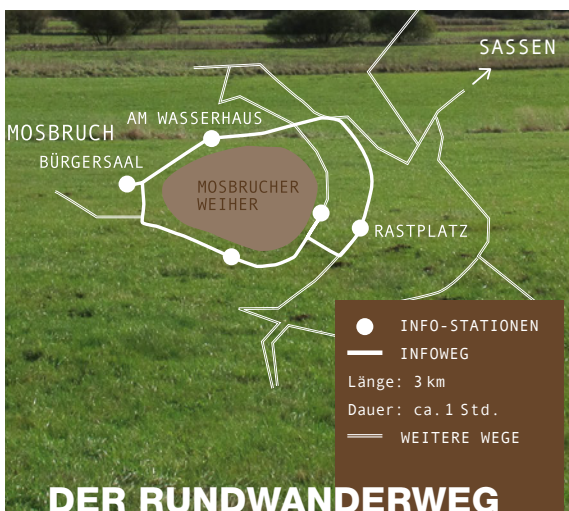 SASSEN
AM WASSERHAUS
MOSBRUCH
BÜRGERSAAL
MOSBRUCHER
WEIHER
RASTPLATZ
INFO-STATIONEN
INFOWEG
Länge: 3 km
Dauer: ca. 1 Std.
WEITERE WEGE
DER RUNDWANDERWEG